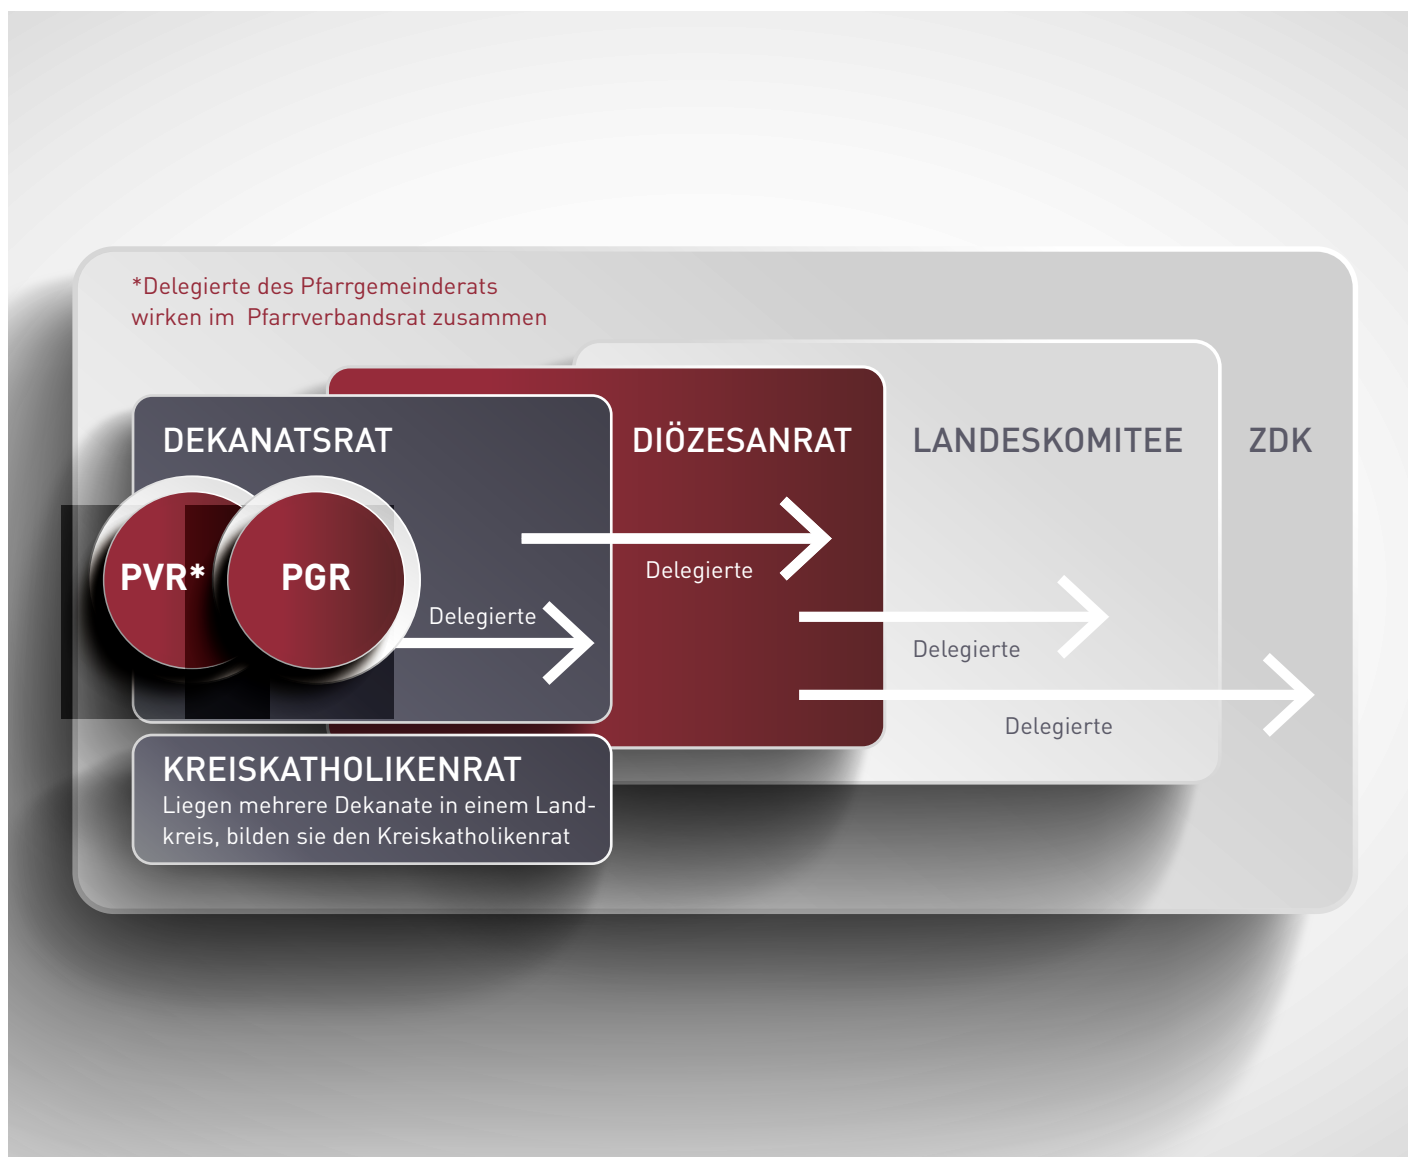 *Delegierte des Pfarrgemeinderats
wirken im Pfarrverbandsrat zusammen
DEKANATSRAT
DIÖZESANRAT
LANDESKOMITEE
ZDK
PVR*
PGR
Delegierte
Delegierte
Delegierte
Delegierte
KREISKATHOLIKENRAT
Liegen mehrere Dekanate in einem Land-
kreis, bilden sie den Kreiskatholikenrat